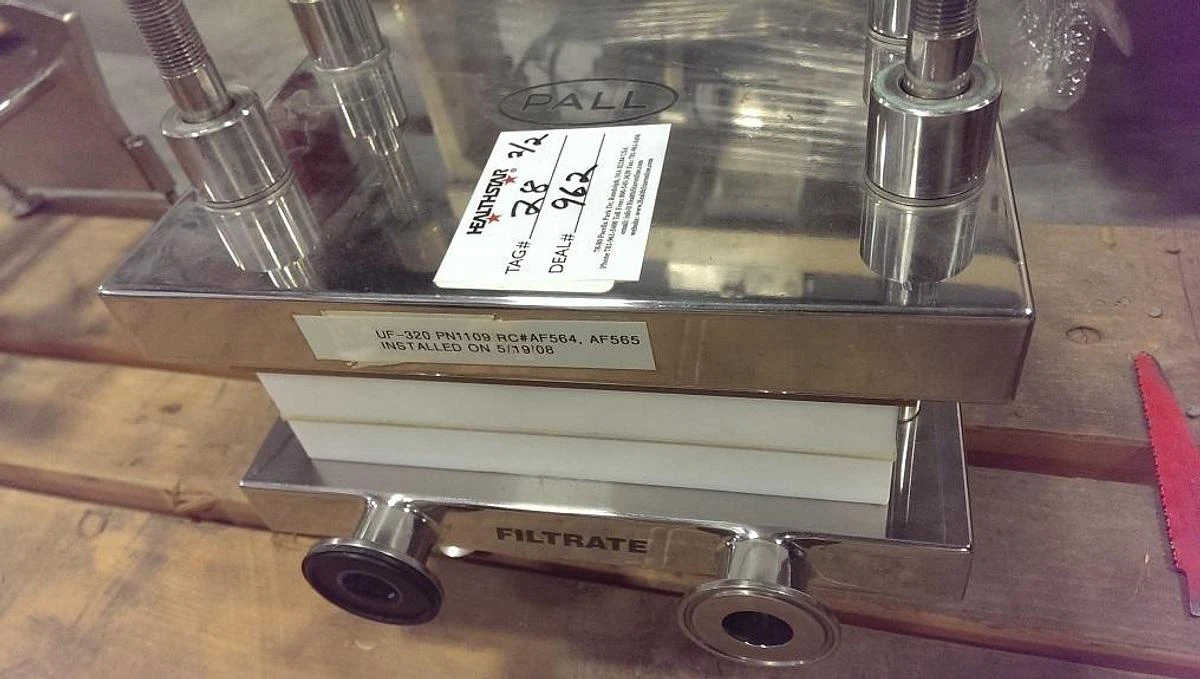 PALL
HEALTHSTAR 2/2
TAG# 28
DEAL# 962
UF-320 PN1109 RC#AF564, AF565
INSTALLED ON 5/19/08
FILTRATE